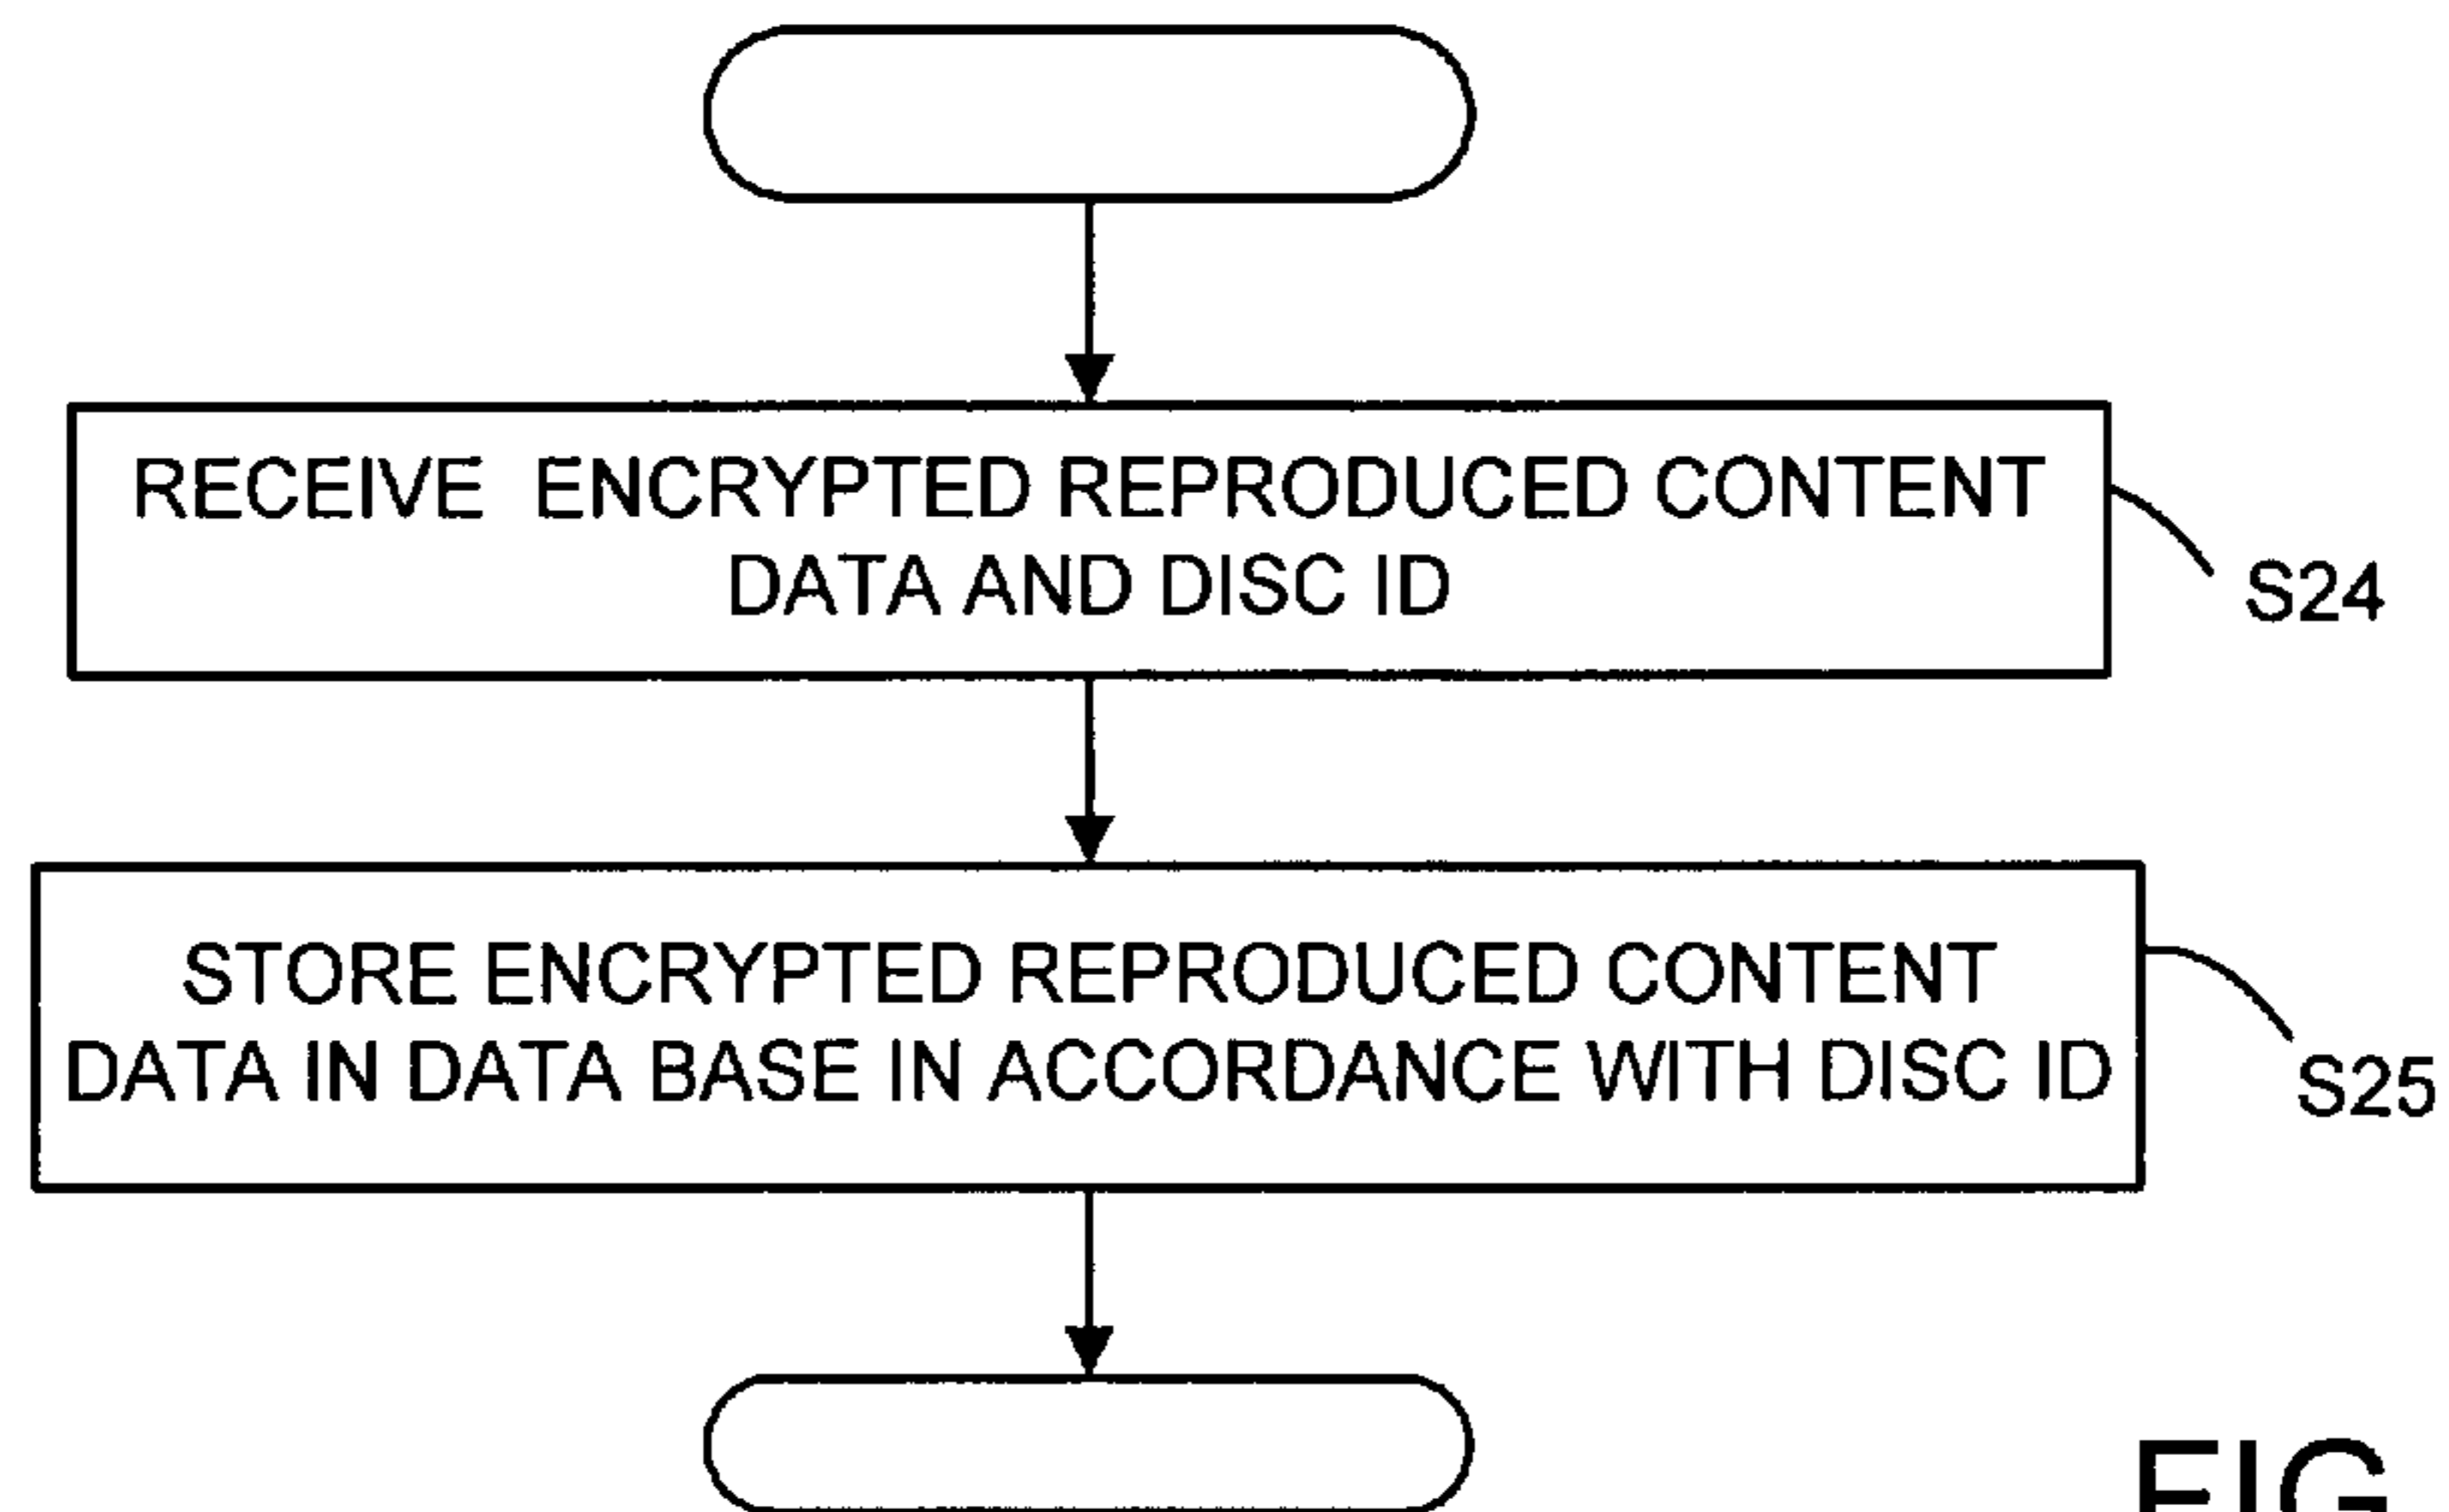 RECEIVE ENCRYPTED REPRODUCED CONTENT
DATA AND DISC ID
S24
STORE ENCRYPTED REPRODUCED CONTENT
DATA IN DATA BASE IN ACCORDANCE WITH DISC ID
S25
FIG